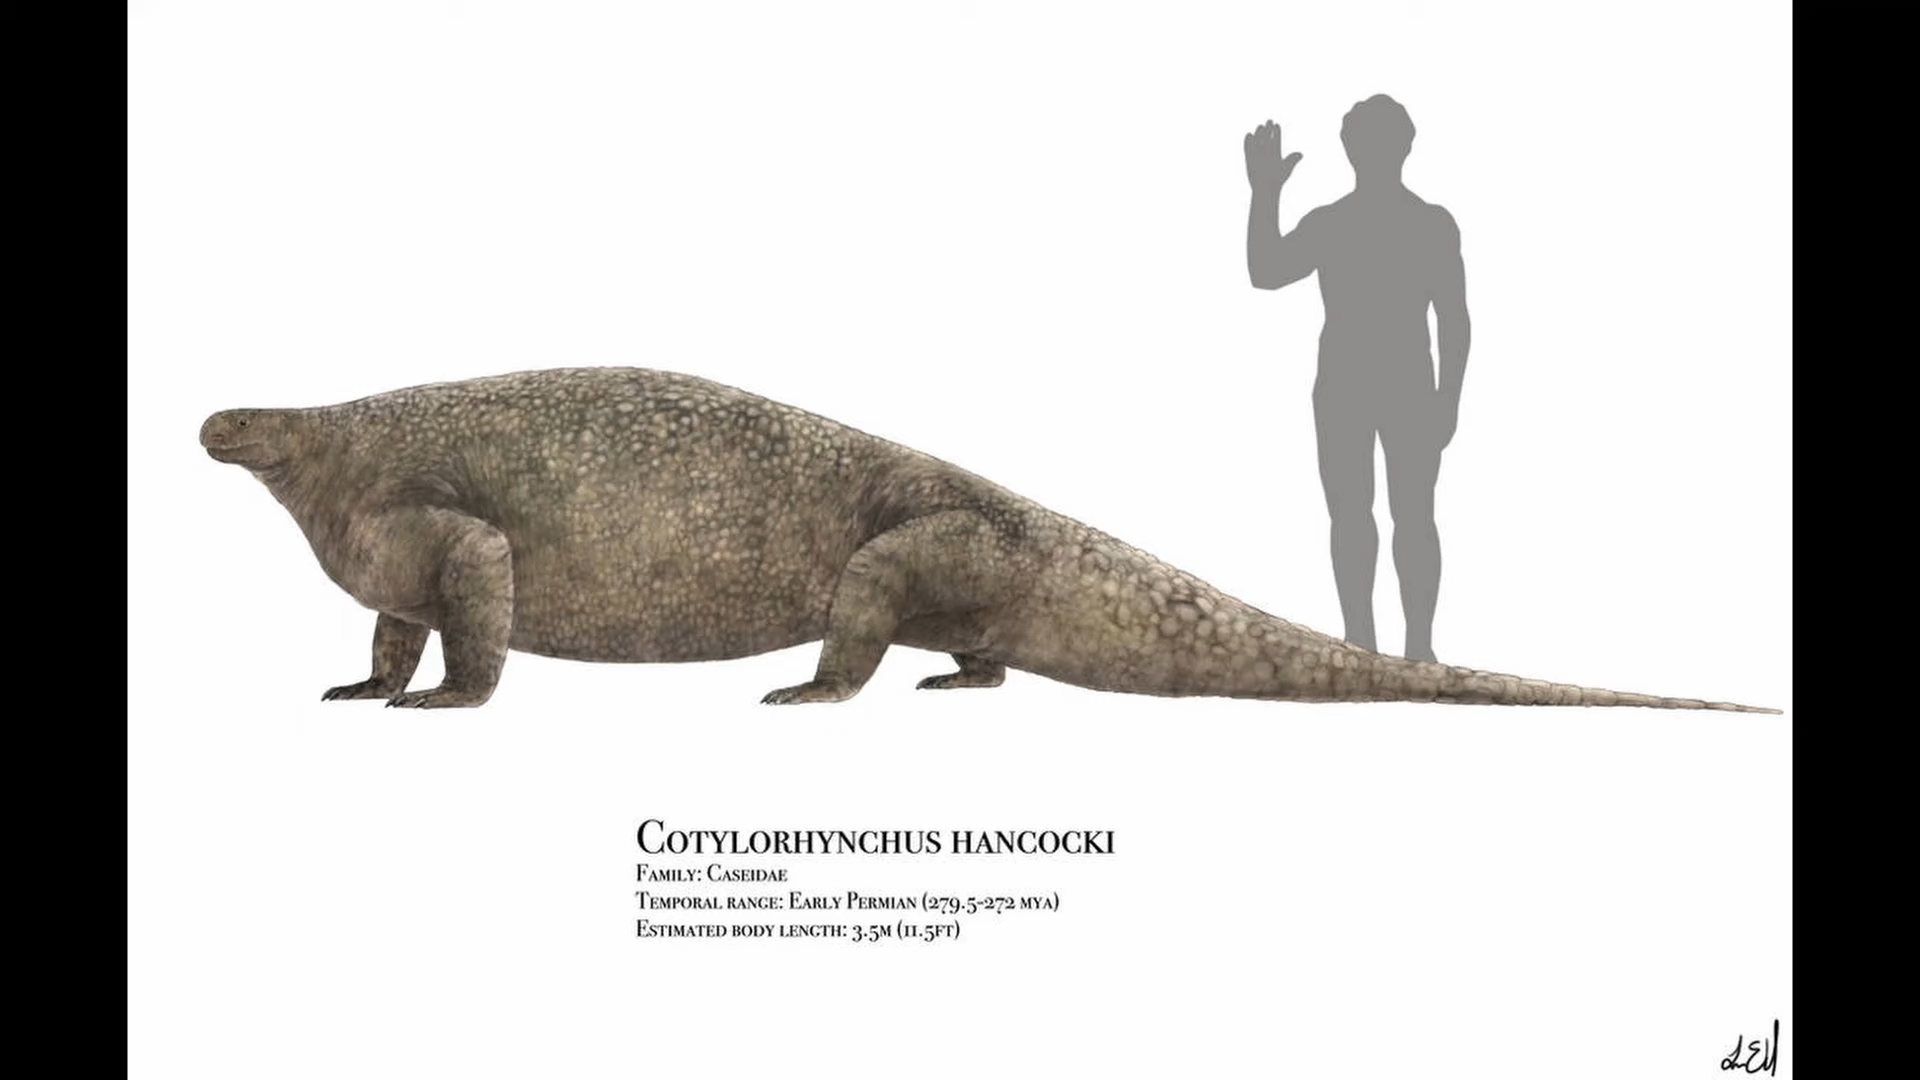 Cotylorhynchus hancocki
Family: Caseidae
Temporal range: Early Permian (279.5-272 mya)
Estimated body length: 3.5m (11.5ft)